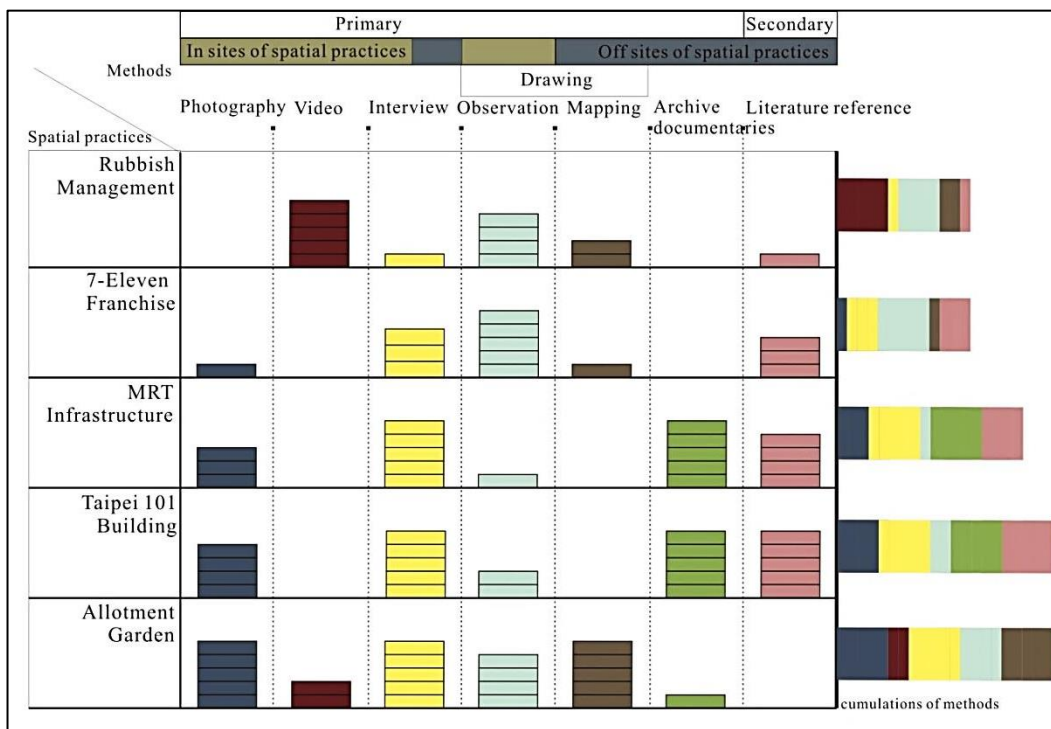 Primary
Secondary
In sites of spatial practices
Off sites of spatial practices
Methods
Drawing
Photography
Video
Interview
Observation
Mapping
Archive
documentaries
Literature reference
Spatial practices
Rubbish
Management
7-Eleven
Franchise
MRT
Infrastructure
Taipei 101
Building
Allotment
Garden
cumulations of methods